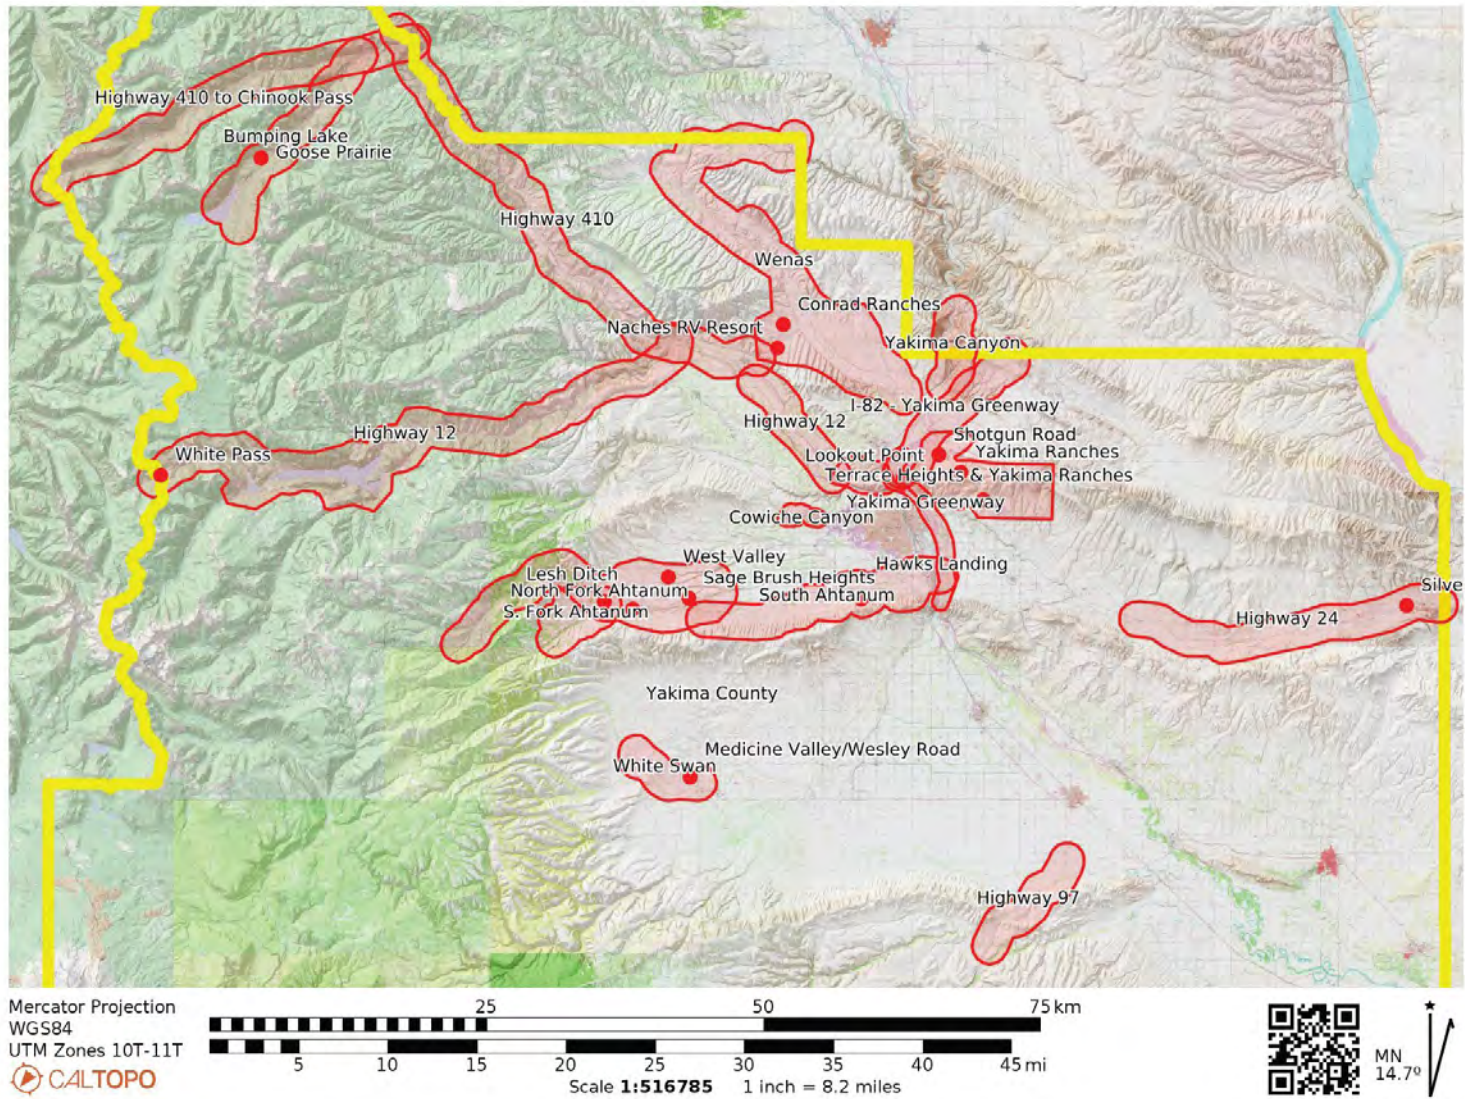 Highway 410 to Chinook Pass
Bumping Lake
Goose Prairie
Highway 410
Wenas
Conrad Ranches
Naches RV Resort
Yakima Canyon
I-82 - Yakima Greenway
Highway 12
Highway 12
White Pass
Shotgun Road
Lookout Point
Yakima Ranches
Terrace Heights & Yakima Ranches
Yakima Greenway
Cowiche Canyon
West Valley
Hawks Landing
Lesh Ditch
Sage Brush Heights
North Fork Ahtanum
South Ahtanum
S. Fork Ahtanum
Silve
Highway 24
Yakima County
Medicine Valley/Wesley Road
White Swan
Highway 97
Mercator Projection
WGS84
UTM Zones 10T-11T
CALTOPO
25 50 75 km
5 10 15 20 25 30 35 40 45 mi
Scale 1:516785 1 inch = 8.2 miles
MN
14.7º